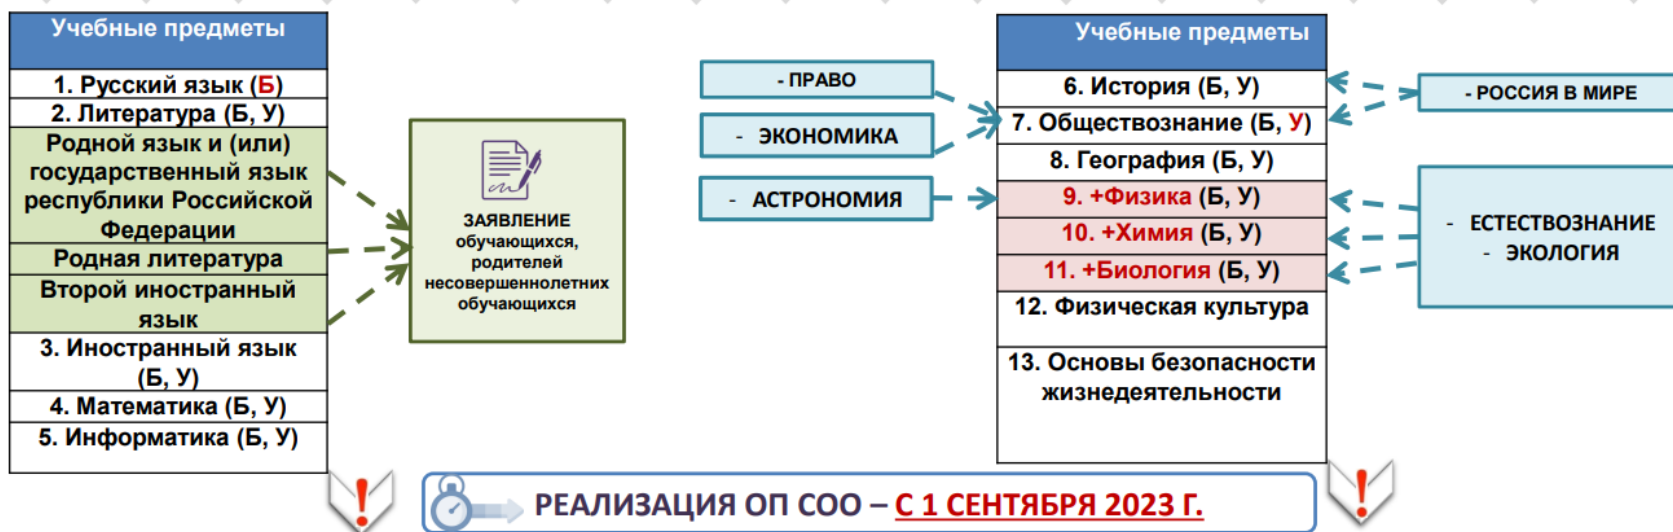 Учебные предметы
1. Русский язык (Б)
2. Литература (Б, У)
Родной язык и (или)
государственный язык
республики Российской
Федерации
Родная литература
Второй иностранный
язык
3. Иностранный язык
(Б, У)
4. Математика (Б, У)
5. Информатика (Б, У)
ЗАЯВЛЕНИЕ
обучающихся,
родителей
несовершеннолетних
обучающихся
- ПРАВО
- ЭКОНОМИКА
- АСТРОНОМИЯ
Учебные предметы
6. История (Б, У)
7. Обществознание (Б, У)
8. География (Б, У)
9. +Физика (Б, У)
10. +Химия (Б, У)
11. +Биология (Б, У)
12. Физическая культура
13. Основы безопасности
жизнедеятельности
- РОССИЯ В МИРЕ
- ЕСТЕСТВОЗНАНИЕ
- ЭКОЛОГИЯ
РЕАЛИЗАЦИЯ ОП СОО – С 1 СЕНТЯБРЯ 2023 Г.